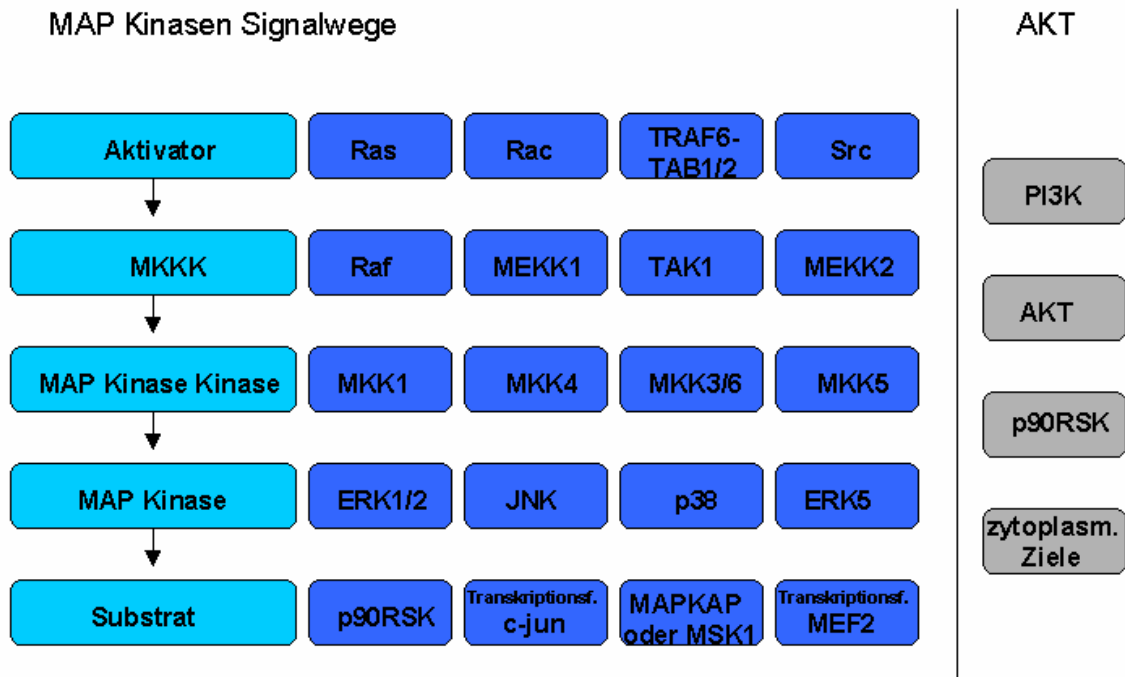 MAP Kinasen Signalwege
AKT
Aktivator
Ras
Rac
TRAF6-
TAB1/2
Src
PI3K
MKKK
Raf
MEKK1
TAK1
MEKK2
AKT
MAP Kinase Kinase
MKK1
MKK4
MKK3/6
MKK5
p90RSK
MAP Kinase
ERK1/2
JNK
p38
ERK5
zytoplasm.
Ziele
Substrat
p90RSK
Transkriptionsf.
c-jun
MAPKAP
oder MSK1
Transkriptionsf.
MEF2